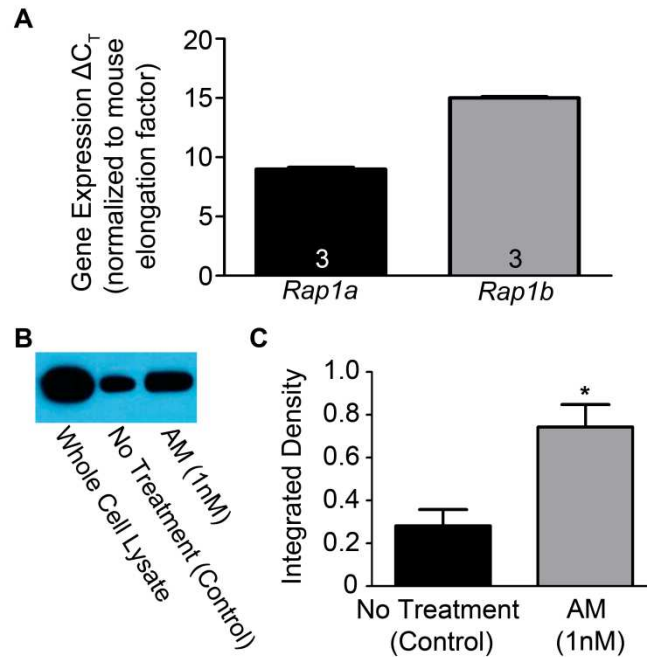 A
Gene Expression ΔCT
(normalized to mouse
elongation factor)
20
15
10
5
0
3
3
Rap1a
Rap1b
B
Whole Cell Lysate
No Treatment (Control)
AM (1nM)
C
Integrated Density
1.0
0.8
0.6
0.4
0.2
0
*
No Treatment
(Control)
AM
(1nM)